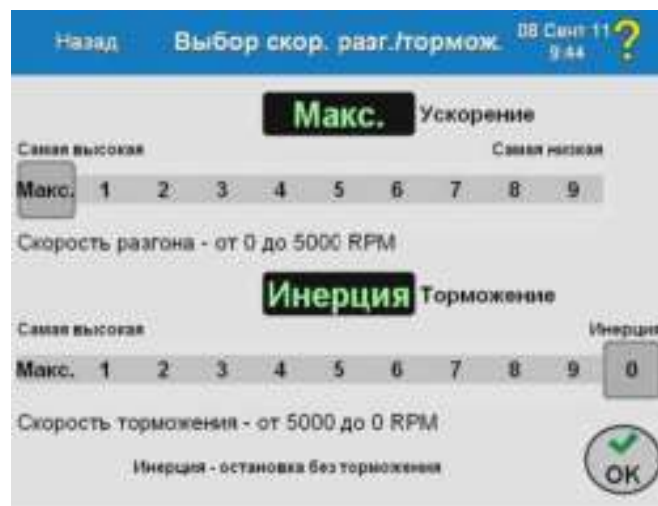 Назад Выбор скор. разг./тормож. 08 Сент 11 ?
9:44
Макс. Ускорение
Самая высокая Самая низкая
Макс. 1 2 3 4 5 6 7 8 9
Скорость разгона - от 0 до 5000 RPM
Инерция Торможение
Самая высокая Инерция
Макс. 1 2 3 4 5 6 7 8 9 0
Скорость торможения - от 5000 до 0 RPM
Инерция - остановка без торможения
OK